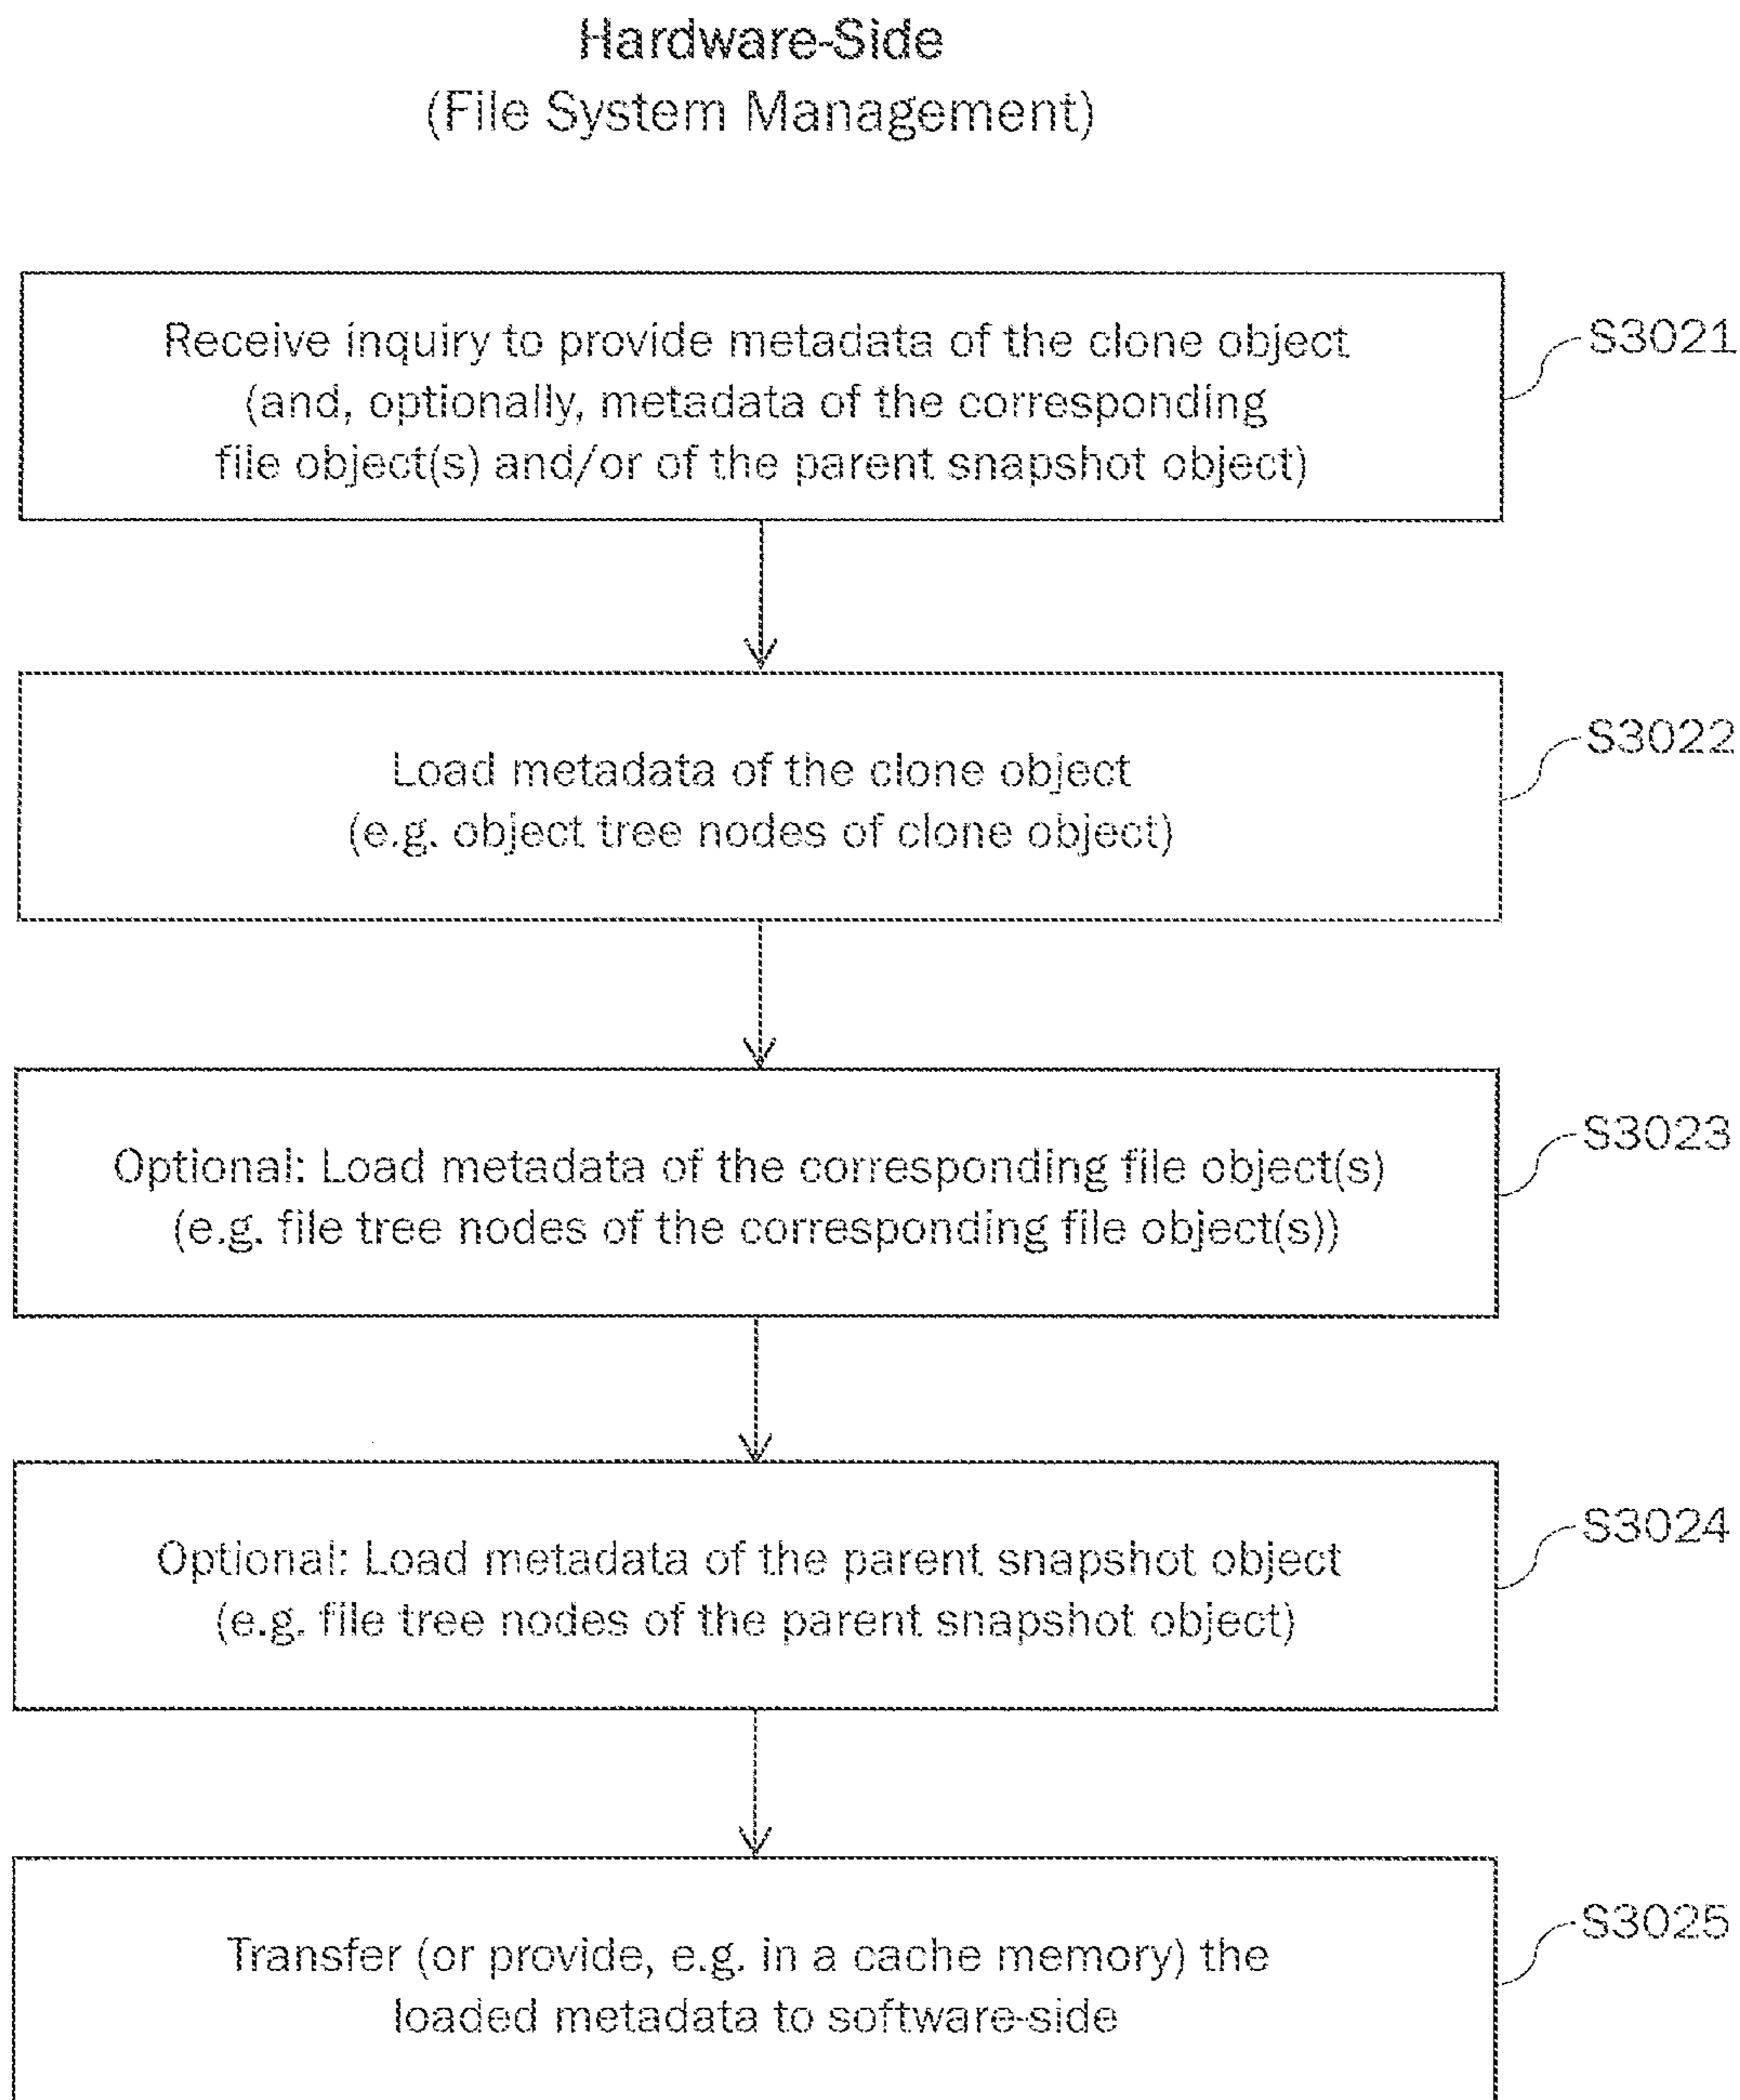 Hardware-Side
(File System Management)
Receive inquiry to provide metadata of the clone object
(and, optionally, metadata of the corresponding
file object(s) and/or of the parent snapshot object)
S3021
Load metadata of the clone object
(e.g. object tree nodes of clone object)
S3022
Optional: Load metadata of the corresponding file object(s)
(e.g. file tree nodes of the corresponding file object(s))
S3023
Optional: Load metadata of the parent snapshot object
(e.g. file tree nodes of the parent snapshot object)
S3024
Transfer (or provide, e.g. in a cache memory) the
loaded metadata to software-side
S3025